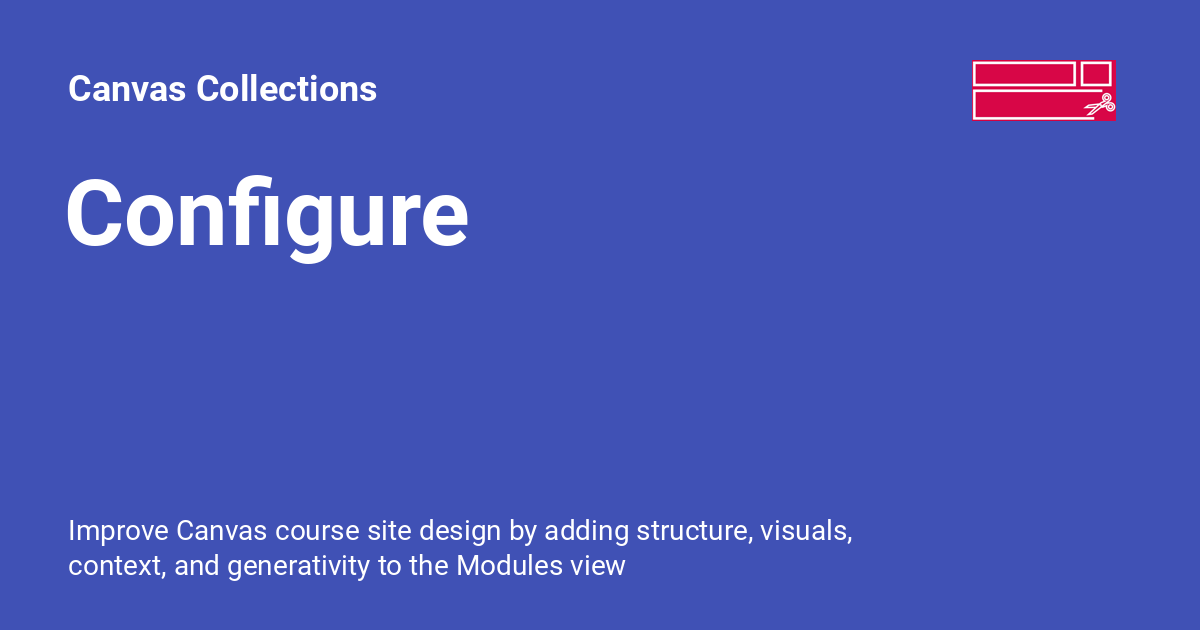 Canvas Collections
Configure
Improve Canvas course site design by adding structure, visuals,
context, and generativity to the Modules view